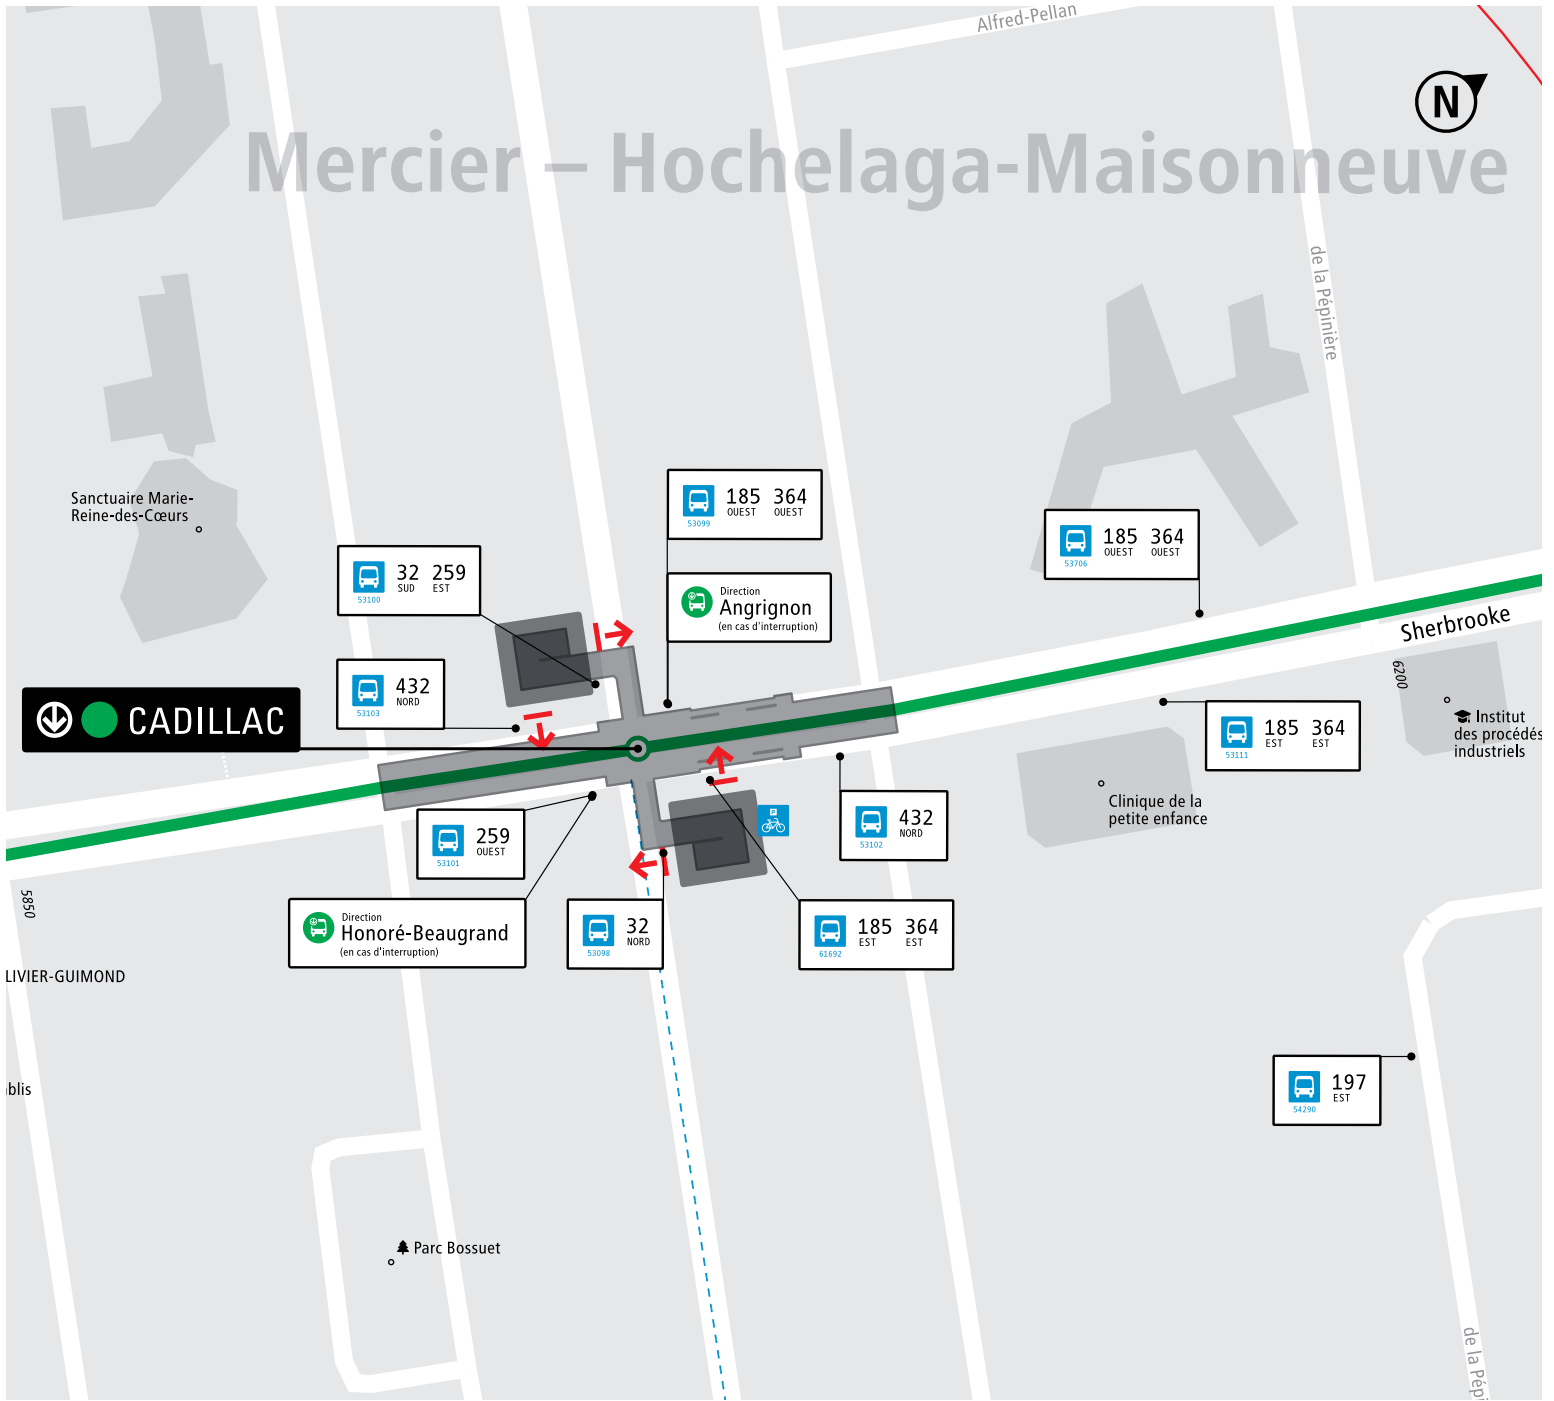 Alfred-Pellan
N
Mercier – Hochelaga-Maisonneuve
de la Pépinière
Sanctuaire Marie-
Reine-des-Cœurs
185 364
OUEST OUEST
53099
32 259
SUD EST
53100
185 364
OUEST OUEST
53706
Direction
Angrignon
(en cas d'interruption)
Sherbrooke
432
NORD
53103
CADILLAC
6200
Institut
des procédés
industriels
185 364
EST EST
53111
Clinique de la
petite enfance
P
259
OUEST
53101
432
NORD
53102
5850
Direction
Honoré-Beaugrand
(en cas d'interruption)
32
NORD
53098
185 364
EST EST
61692
LIVIER-GUIMOND
ablis
197
EST
54290
Parc Bossuet
de la Pépi